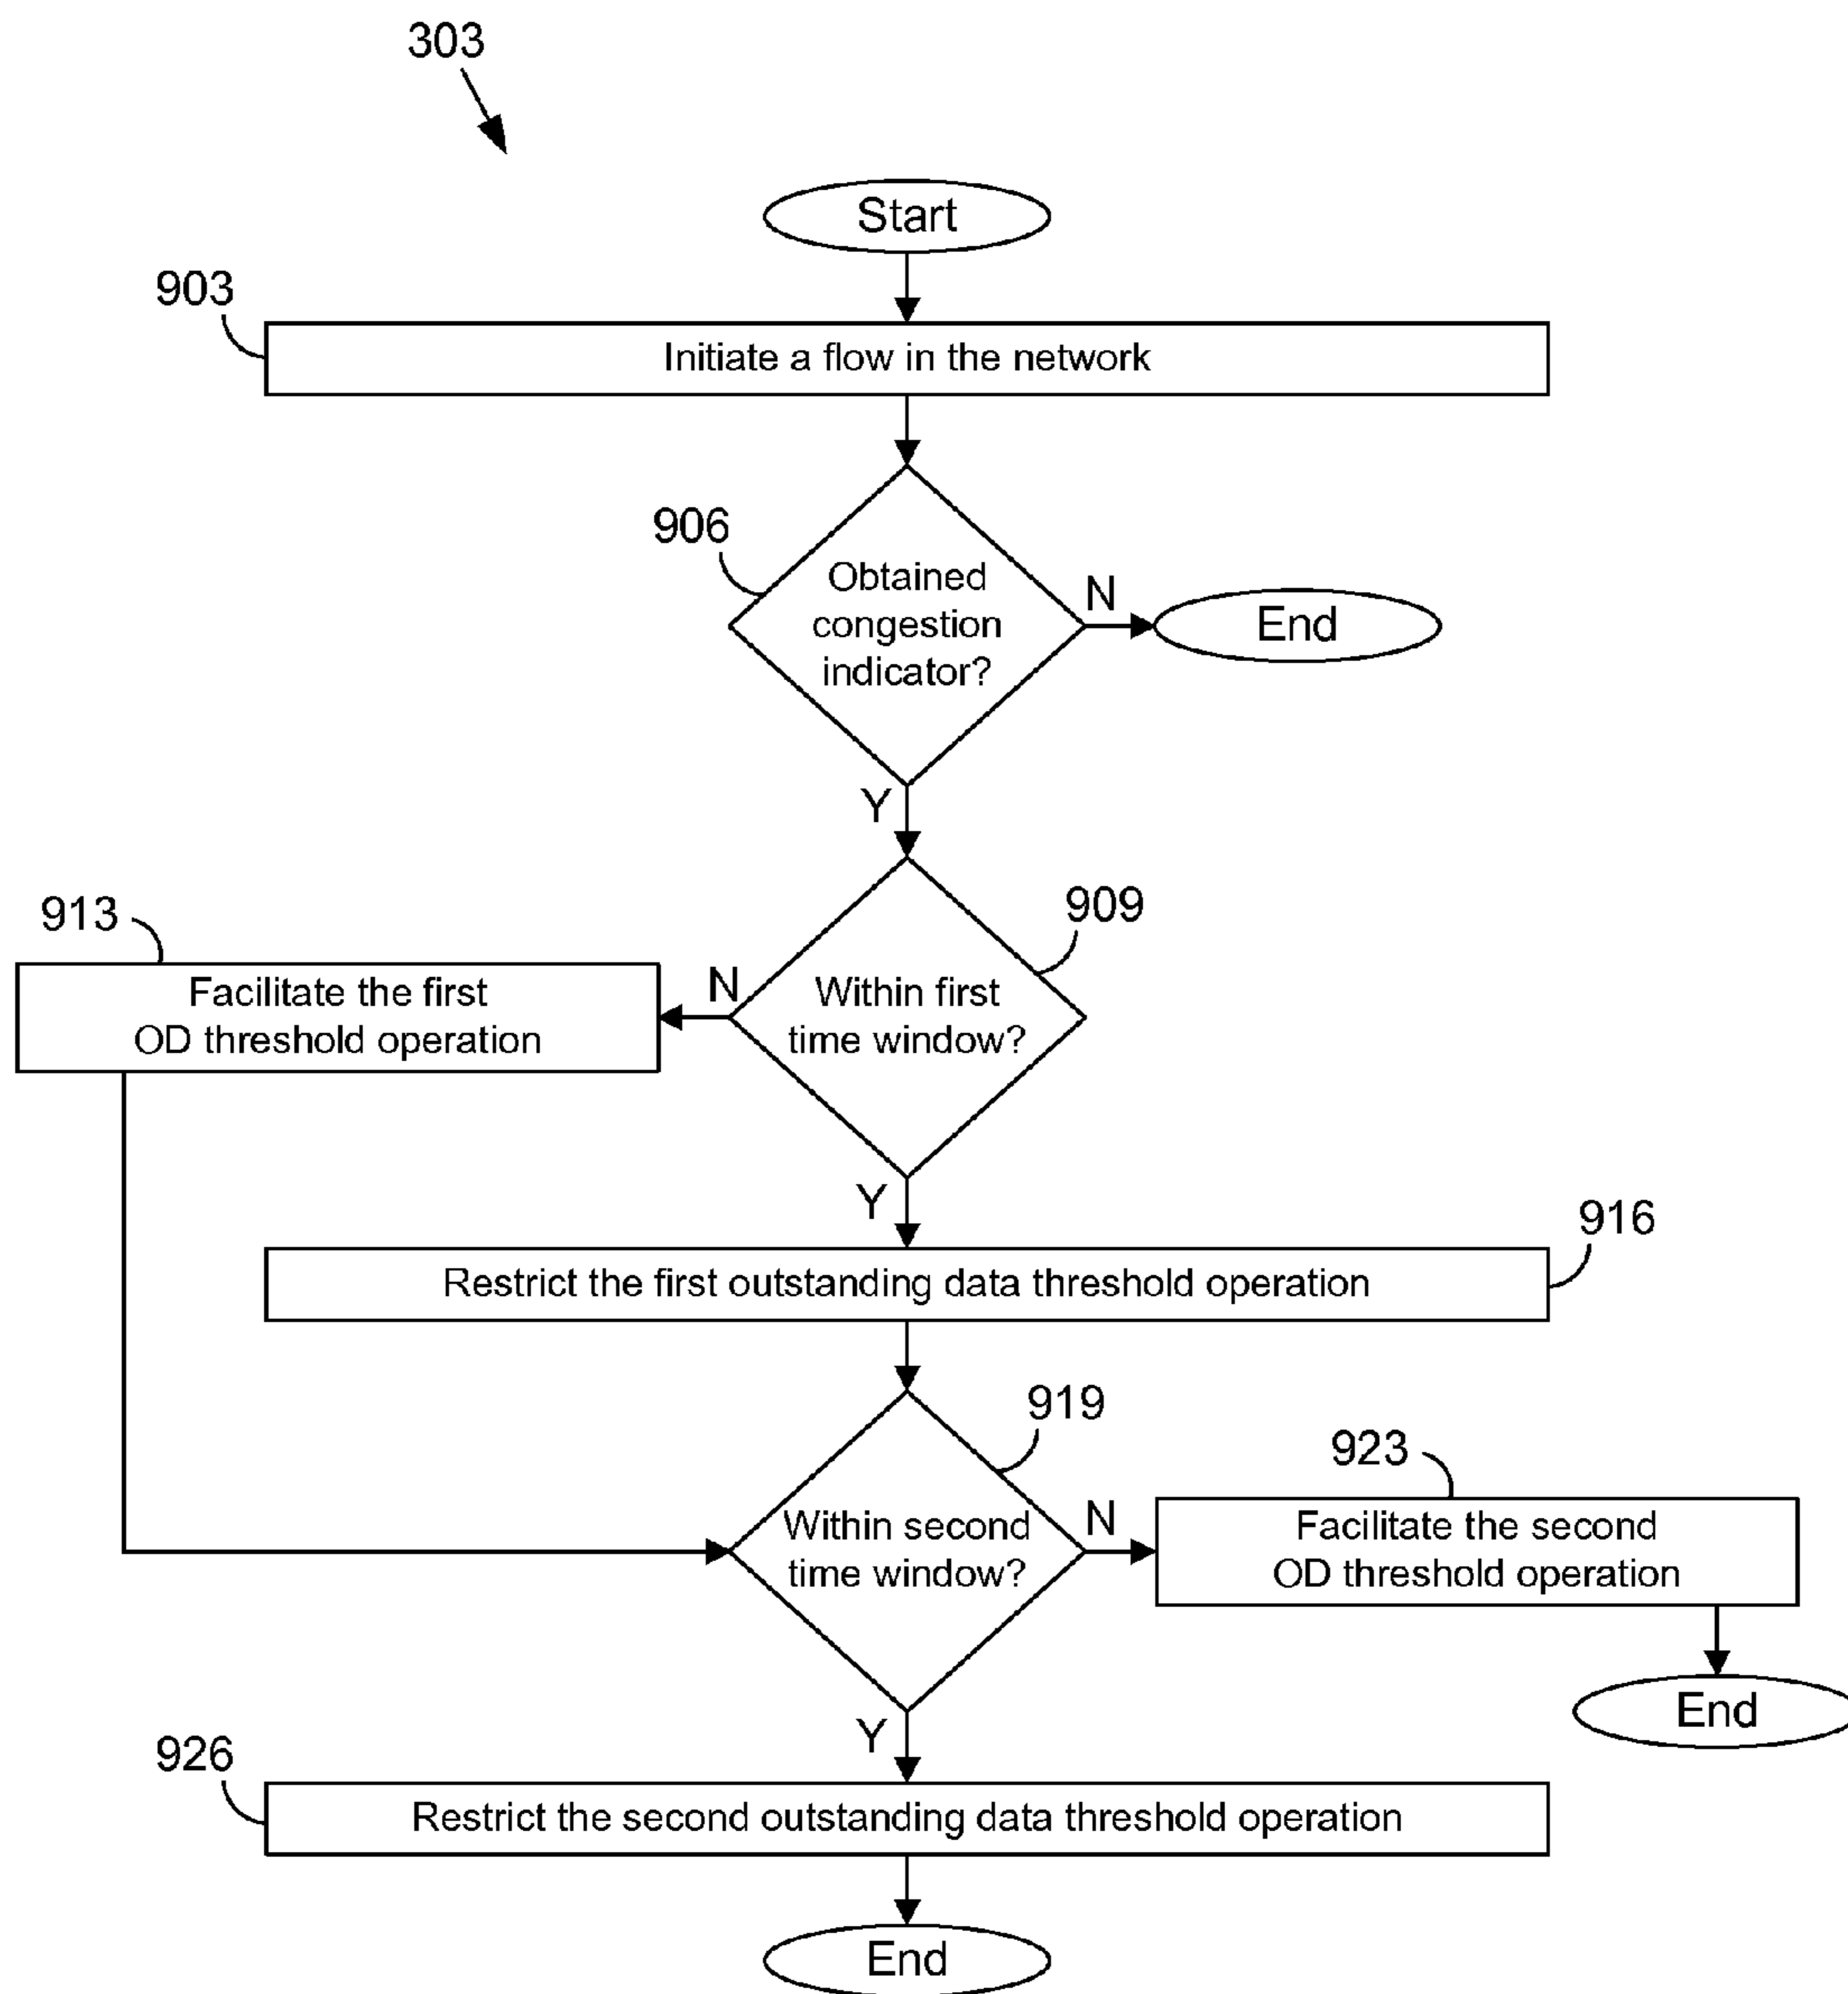 303
Start
903
Initiate a flow in the network
906
Obtained
congestion
indicator?
N
End
Y
909
913
Within first
time window?
N
Facilitate the first
OD threshold operation
Y
916
Restrict the first outstanding data threshold operation
919
Within second
time window?
N
923
Facilitate the second
OD threshold operation
End
Y
926
Restrict the second outstanding data threshold operation
End